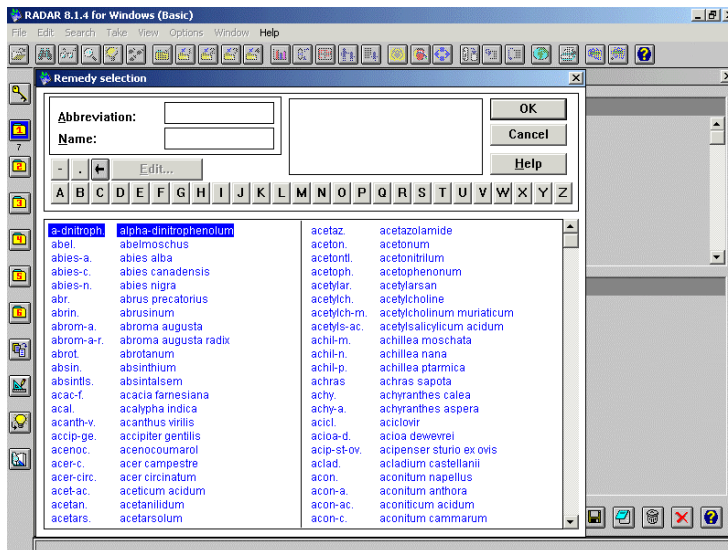 RADAR 8.1.4 for Windows (Basic)
File Edit Search Take View Options Window Help
Remedy selection
Abbreviation:
Name:
OK
Cancel
Help
- . Edit...
A B C D E F G H I J K L M N O P Q R S T U V W X Y Z
1
7
2
3
4
5
6
a-dnitroph. alpha-dinitrophenolum
abel. abelmoschus
abies-a. abies alba
abies-c. abies canadensis
abies-n. abies nigra
abr. abrus precatorius
abrin. abrusinum
abrom-a. abroma augusta
abrom-a-r. abroma augusta radix
abrot. abrotanum
absin. absinthium
absintls. absintalsem
acac-f. acacia farnesiana
acal. acalypha indica
acanth-v. acanthus virilis
accip-ge. accipiter gentilis
acenoc. acenocoumarol
acer-c. acer campestre
acer-circ. acer circinatum
acet-ac. aceticum acidum
acetan. acetanilidum
acetars. acetarsolum
acetaz. acetazolamide
aceton. acetonum
acetontl. acetonitrilum
acetoph. acetophenonum
acetylar. acetylarsan
acetylch. acetylcholine
acetylch-m. acetylcholinum muriaticum
acetyls-ac. acetylsalicylicum acidum
achil-m. achillea moschata
achil-n. achillea nana
achil-p. achillea ptarmica
achras achras sapota
achy. achyranthes calea
achy-a. achyranthes aspera
acicl. aciclovir
acioa-d. acioa dewevrei
acip-st-ov. acipenser sturio ex ovis
aclad. acladium castellanii
acon. aconitum napellus
acon-a. aconitum anthora
acon-ac. aconiticum acidum
acon-c. aconitum cammarum